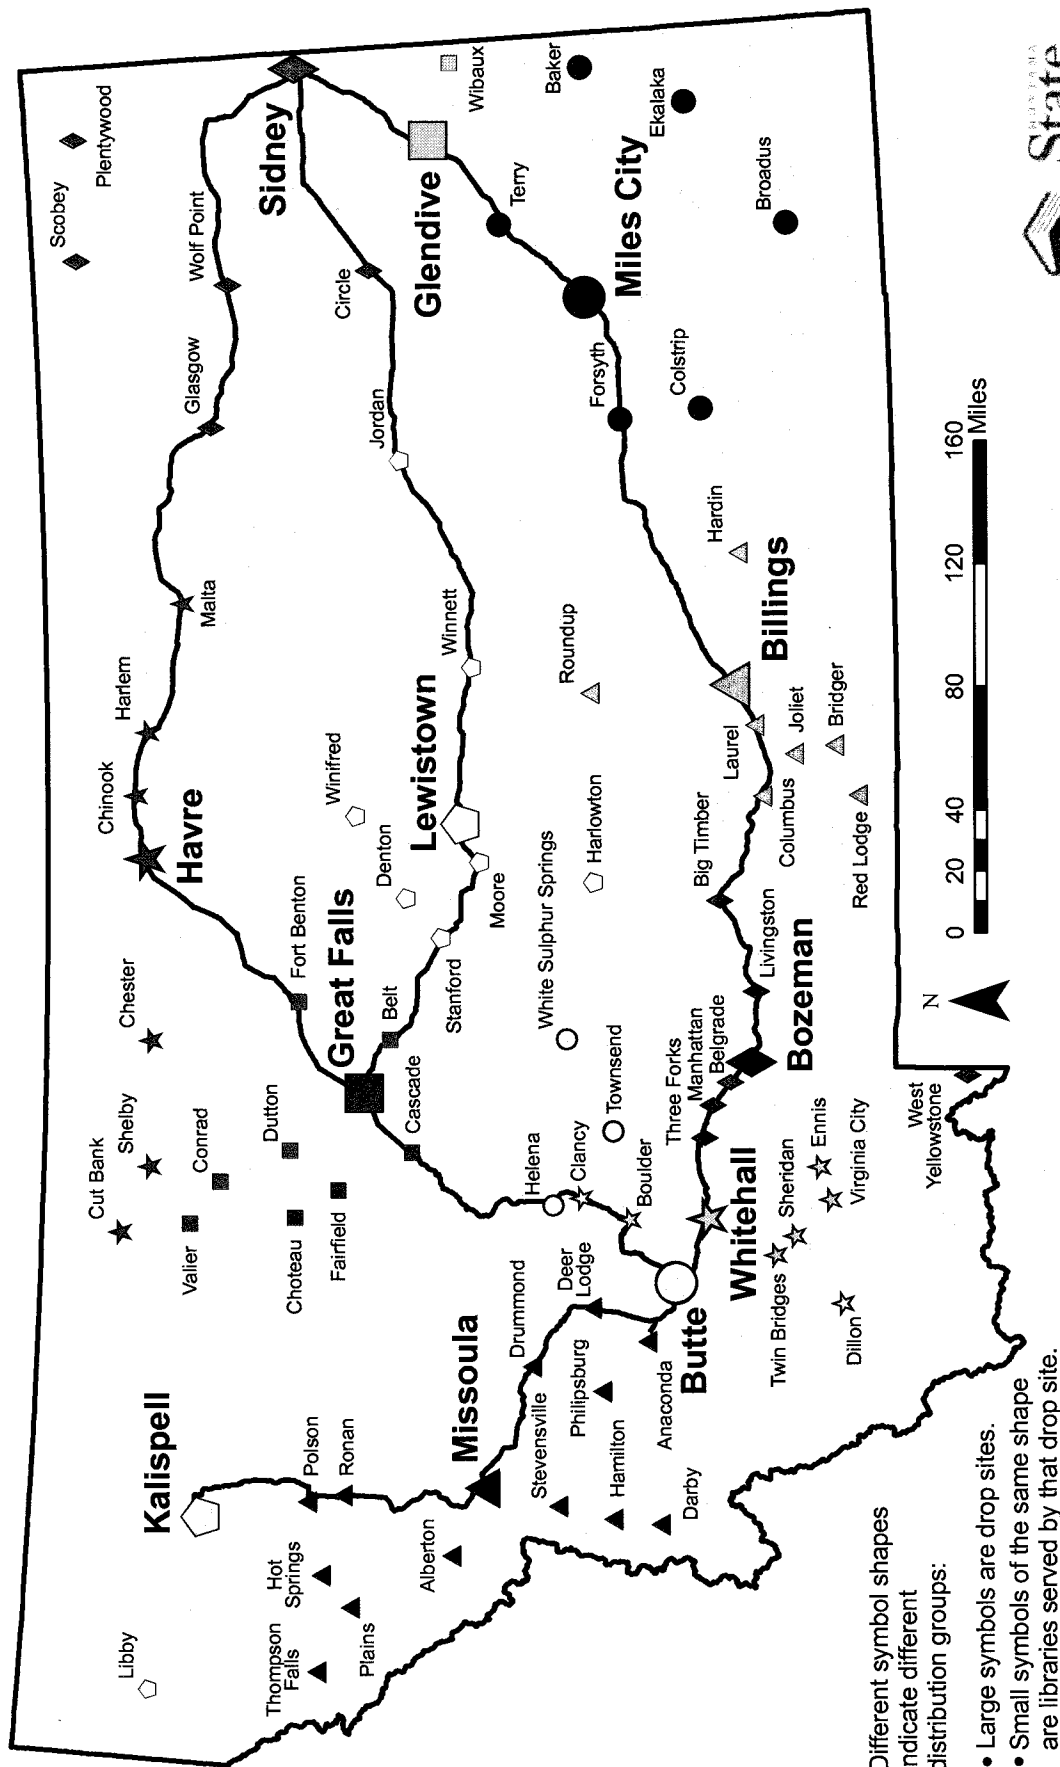 Libby
Kalispell
Thompson
Falls
Hot
Springs
Plains
Polson
Ronan
Alberton
Missoula
Stevensville
Hamilton
Darby
Drummond
Philipsburg
Anaconda
Deer
Lodge
Butte
Cut Bank
Shelby
Chester
Valier
Conrad
Choteau
Dutton
Fairfield
Great Falls
Fort Benton
Belt
Cascade
Helena
Clancy
Boulder
Townsend
White Sulphur Springs
Whitehall
Twin Bridges
Sheridan
Ennis
Virginia City
Dillon
Three Forks
Manhattan
Belgrade
Bozeman
Livingston
Big Timber
West
Yellowstone
Havre
Chinook
Harlem
Malta
Glasgow
Wolf Point
Scobey
Plentywood
Sidney
Circle
Jordan
Winnett
Lewistown
Winifred
Denton
Moore
Stanford
Harlowton
Roundup
Columbus
Laurel
Joliet
Bridger
Red Lodge
Billings
Hardin
Colstrip
Forsyth
Miles City
Terry
Glendive
Wibaux
Baker
Ekalaka
Broadus
N
0 20 40 80 120 160
Miles
Different symbol shapes
ndicate different
distribution groups:
• Large symbols are drop sites.
• Small symbols of the same shape
are libraries served by that drop site.
State